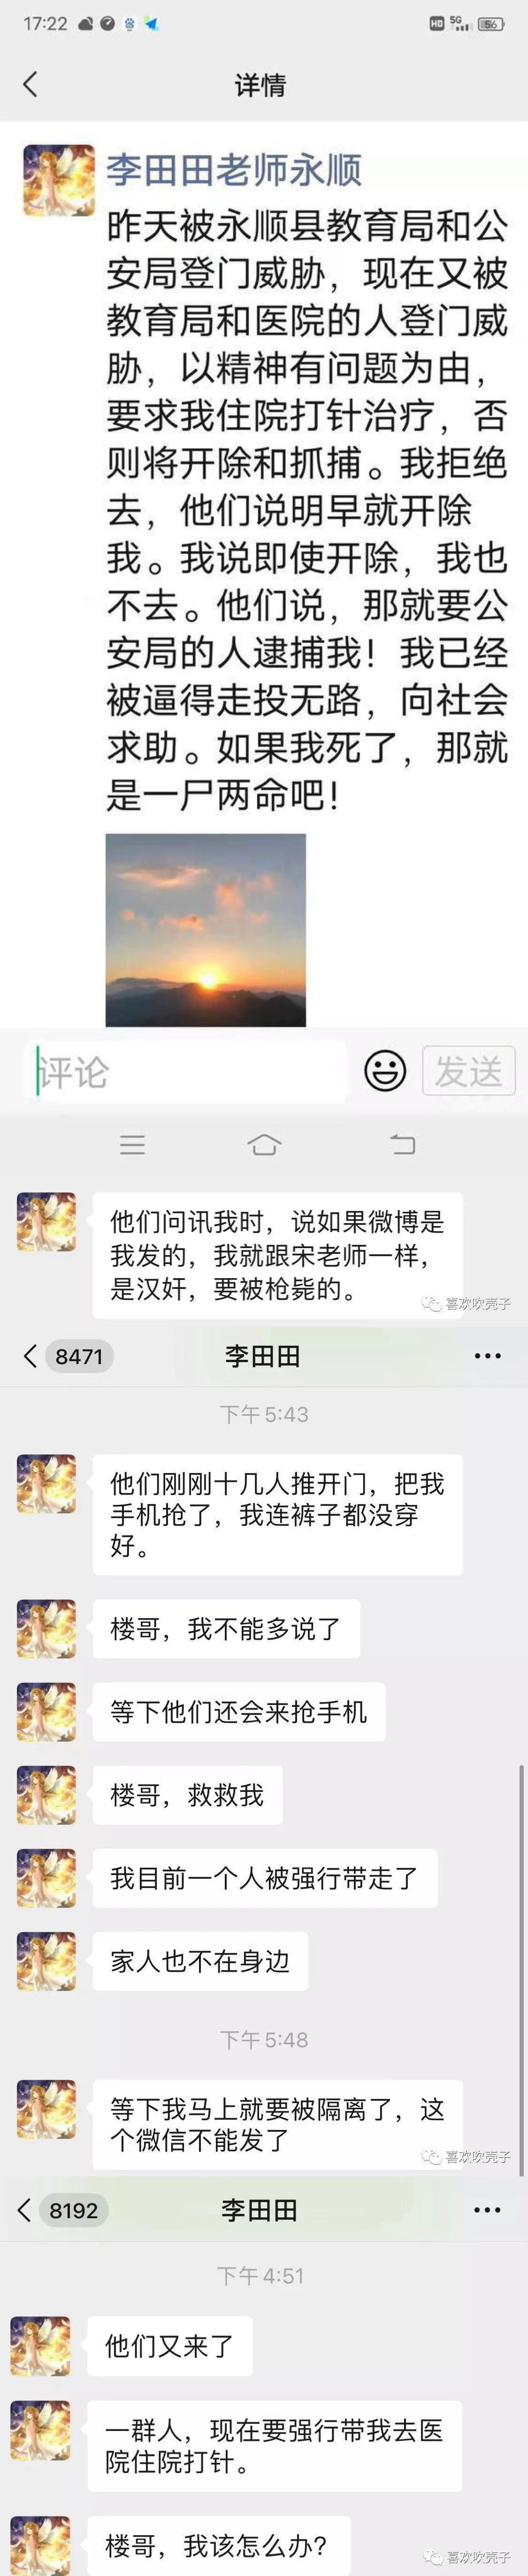 17:22
HD 5G 56
详情
李田田老师永顺
昨天被永顺县教育局和公
安局登门威胁，现在又被
教育局和医院的人登门威
胁，以精神有问题为由，
要求我住院打针治疗，否
则将开除和抓捕。我拒绝
去，他们说明早就开除
我。我说即使开除，我也
不去。他们说，那就要公
安局的人逮捕我！我已经
被逼得走投无路，向社会
求助。如果我死了，那就
是一尸两命吧！
评论
发送
他们问讯我时，说如果微博是
我发的，我就跟宋老师一样，
是汉奸，要被枪毙的。
喜欢吹壳子
8471
李田田
下午 5:43
他们刚刚十几人推开门，把我
手机抢了，我连裤子都没穿
好。
楼哥，我不能多说了
等下他们还会来抢手机
楼哥，救救我
我目前一个人被强行带走了
家人也不在身边
下午 5:48
等下我马上就要被隔离了，这
个微信不能发了
喜欢吹壳子
8192
李田田
下午 4:51
他们又来了
一群人，现在要强行带我去医
院住院打针。
楼哥，我该怎么办？
喜欢吹壳子